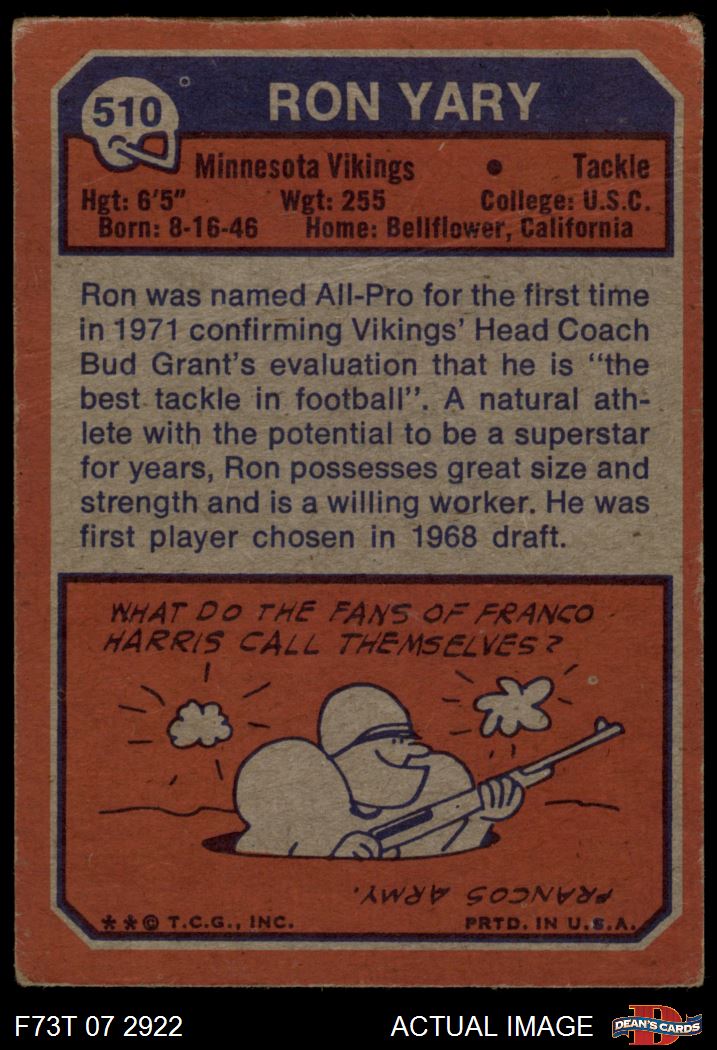 510
RON YARY
Minnesota Vikings • Tackle
Hgt: 6'5" Wgt: 255 College: U.S.C.
Born: 8-16-46 Home: Bellflower, California
Ron was named All-Pro for the first time
in 1971 confirming Vikings' Head Coach
Bud Grant's evaluation that he is "the
best tackle in football". A natural ath-
lete with the potential to be a superstar
for years, Ron possesses great size and
strength and is a willing worker. He was
first player chosen in 1968 draft.
WHAT DO THE FANS OF FRANCO
HARRIS CALL THEMSELVES?
FRANCOS ARMY.
**© T.C.G., INC. PRTD. IN U.S.A.
F73T 07 2922 ACTUAL IMAGE
D
DEAN'S CARDS